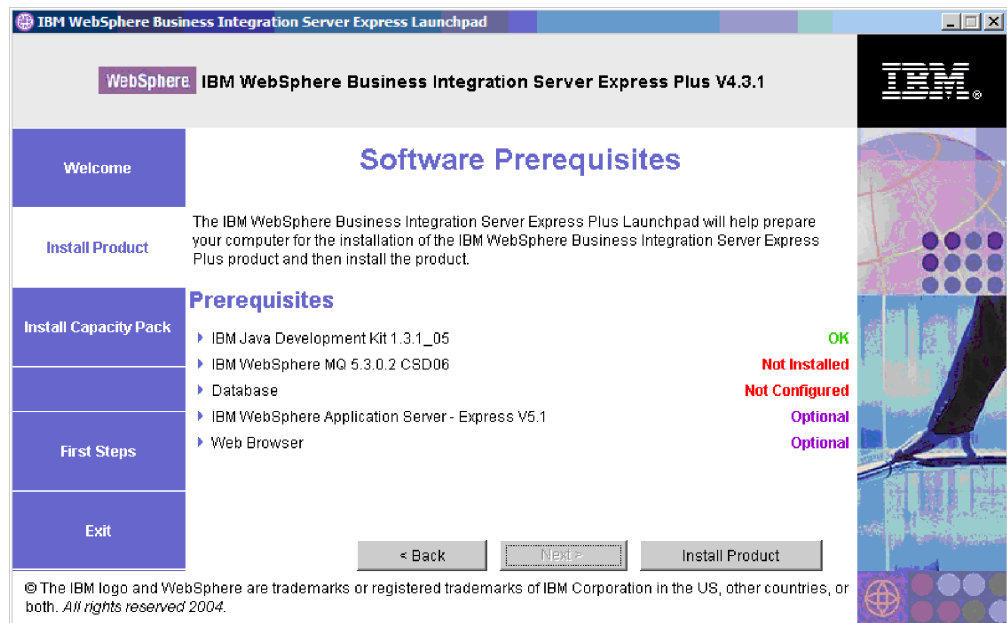 IBM WebSphere Business Integration Server Express Launchpad
WebSphere IBM WebSphere Business Integration Server Express Plus V4.3.1
IBM®
Welcome
Install Product
Install Capacity Pack
First Steps
Exit
Software Prerequisites
The IBM WebSphere Business Integration Server Express Plus Launchpad will help prepare
your computer for the installation of the IBM WebSphere Business Integration Server Express
Plus product and then install the product.
Prerequisites
IBM Java Development Kit 1.3.1_05 OK
IBM WebSphere MQ 5.3.0.2 CSD06 Not Installed
Database Not Configured
IBM WebSphere Application Server - Express V5.1 Optional
Web Browser Optional
< Back Next > Install Product
© The IBM logo and WebSphere are trademarks or registered trademarks of IBM Corporation in the US, other countries, or
both. All rights reserved 2004.